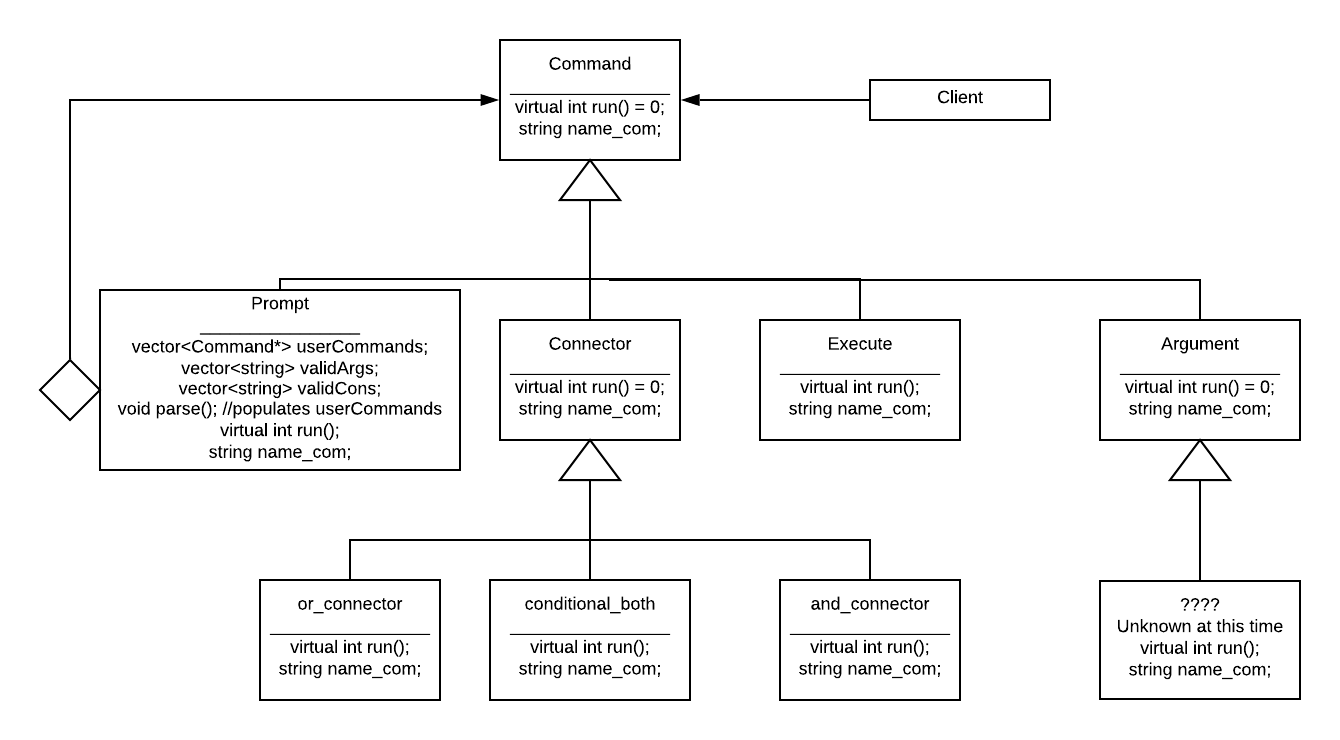 Command
virtual int run() = 0;
string name_com;
Client
Prompt
vector<Command*> userCommands;
vector<string> validArgs;
vector<string> validCons;
void parse(); //populates userCommands
virtual int run();
string name_com;
Connector
virtual int run() = 0;
string name_com;
Execute
virtual int run();
string name_com;
Argument
virtual int run() = 0;
string name_com;
or_connector
virtual int run();
string name_com;
conditional_both
virtual int run();
string name_com;
and_connector
virtual int run();
string name_com;
????
Unknown at this time
virtual int run();
string name_com;